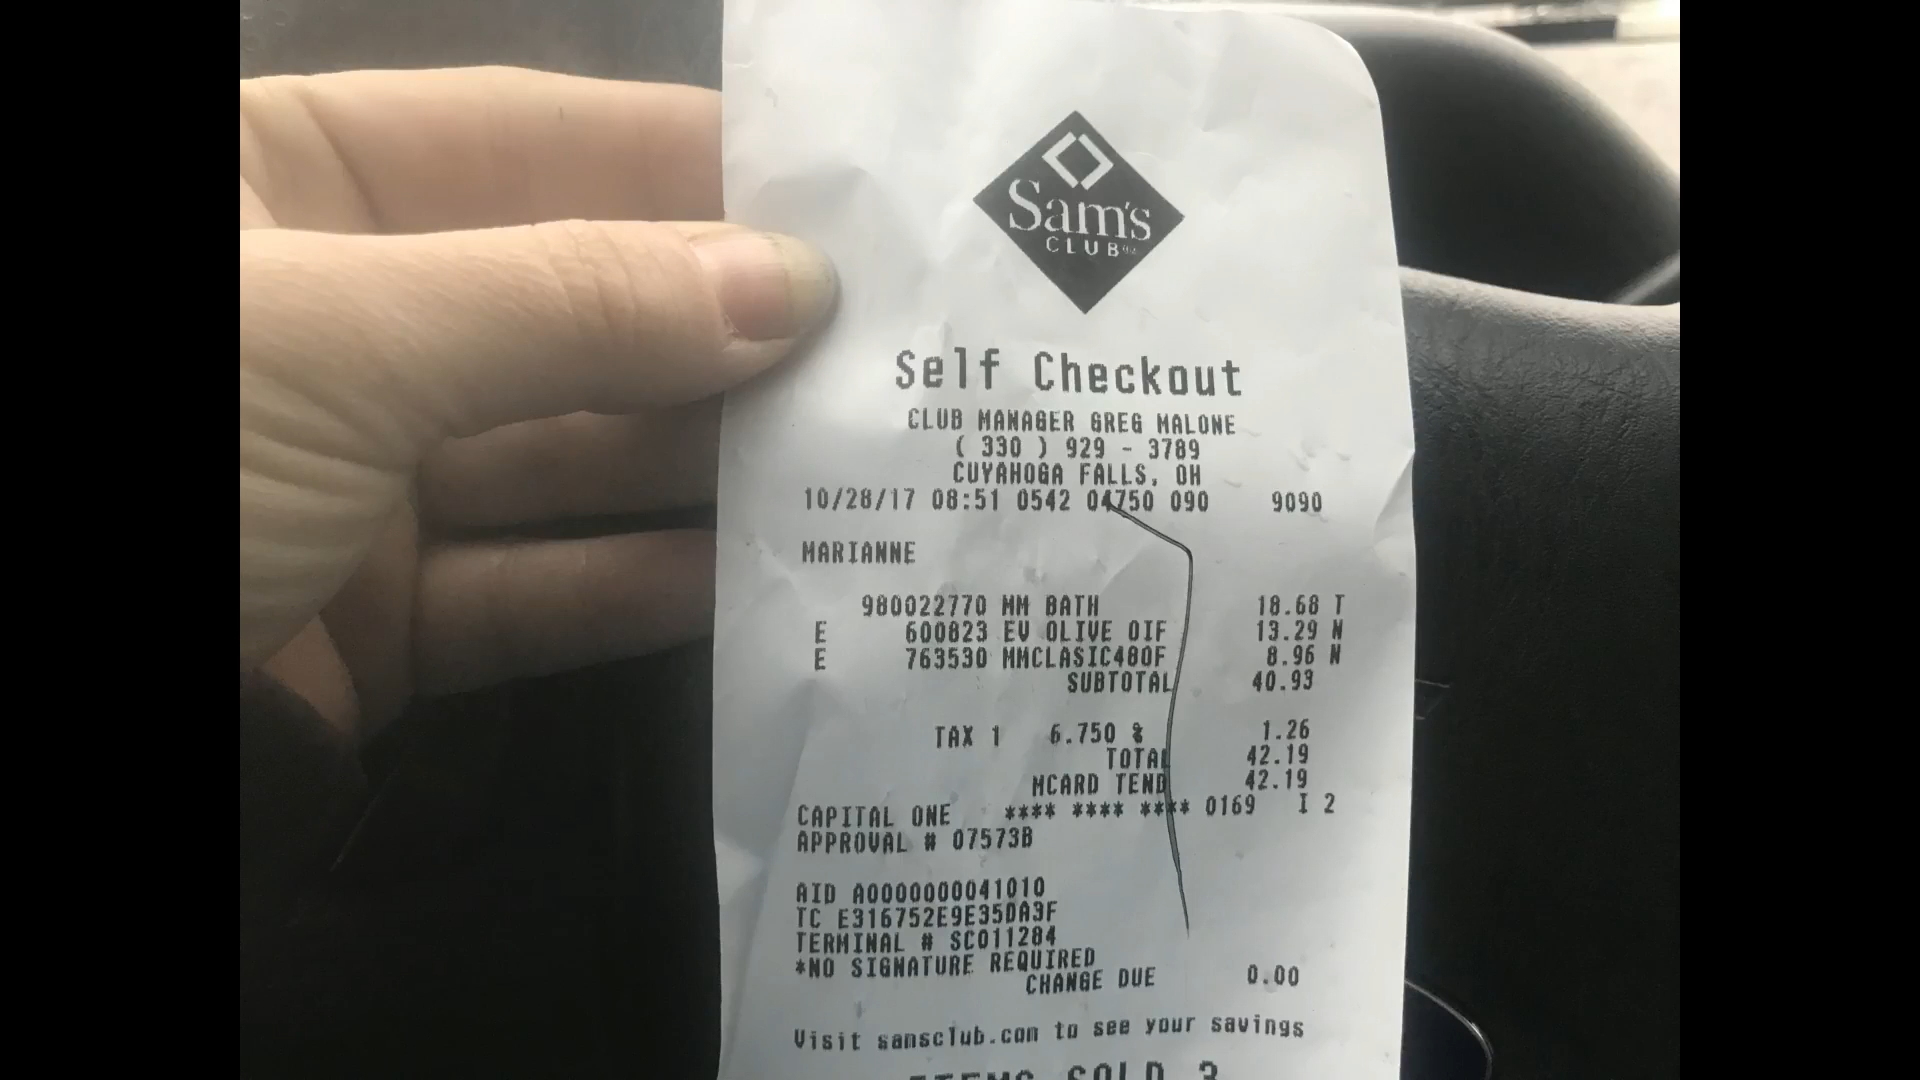 Sam's
CLUB
Self Checkout
CLUB MANAGER GREG MALONE
( 330 ) 929 - 3789
CUYAHOGA FALLS, OH
10/28/17 08:51 0542 04750 090 9090
MARIANNE
980022770 MM BATH 18.68 T
E 600823 EV OLIVE OIF 13.29 N
E 763530 MMCLASIC480F 8.96 N
SUBTOTAL 40.93
TAX 1 6.750 % 1.26
TOTAL 42.19
MCARD TEND 42.19
CAPITAL ONE **** **** **** 0169 I 2
APPROVAL # 07573B
AID A0000000041010
TC E316752E9E35DA3F
TERMINAL # SC011284
*NO SIGNATURE REQUIRED
CHANGE DUE 0.00
Visit samsclub.com to see your savings
ITEMS SOLD 3